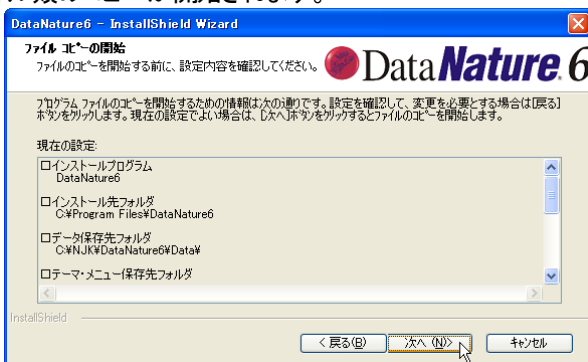 DataNature6 - InstallShield Wizard
ファイル コピーの開始
ファイルのコピーを開始する前に、設定内容を確認してください。
Data Nature. 6
プログラム ファイルのコピーを開始するための情報は次の通りです。設定を確認して、変更を必要とする場合は[戻る]
ボタンをクリックします。現在の設定でよい場合は、[次へ]ボタンをクリックするとファイルのコピーを開始します。
現在の設定:
ロインストールプログラム
DataNature6
ロインストール先フォルダ
C:¥Program Files¥DataNature6
ロデータ保存先フォルダ
C:¥NJK¥DataNature6¥Data¥
ロテーマ・メニュー保存先フォルダ
InstallShield
< 戻る(B) 次へ (N)> キャンセル